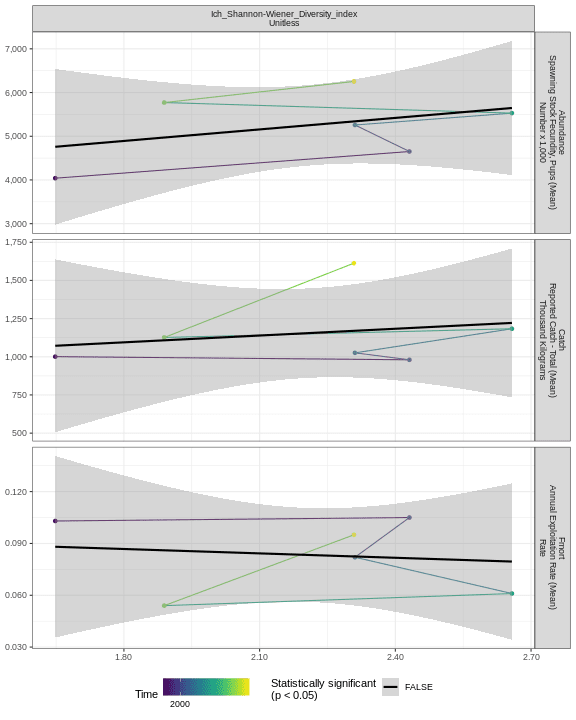 Ich_Shannon-Wiener_Diversity_index
Unitless
7,000
6,000
5,000
4,000
3,000
Abundance
Spawning Stock Fecundity, Pups (Mean)
Number x 1,000
1,750
1,500
1,250
1,000
750
500
Catch
Reported Catch - Total (Mean)
Thousand Kilograms
0.120
0.090
0.060
0.030
Fmort
Annual Exploitation Rate (Mean)
Rate
1.80
2.10
2.40
2.70
Time
2000
Statistically significant
(p < 0.05)
FALSE